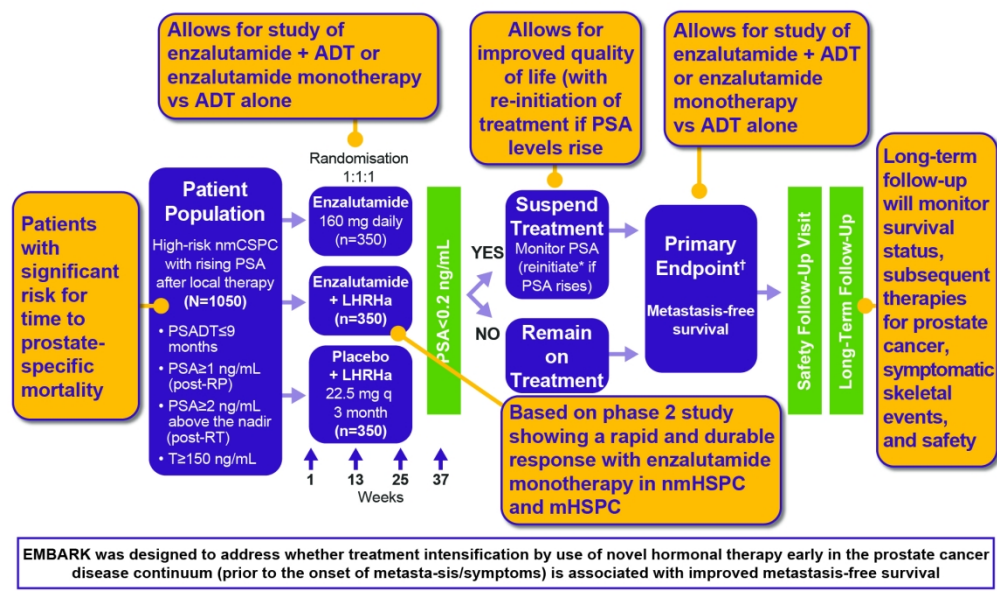 Allows for study of
enzalutamide + ADT or
enzalutamide monotherapy
vs ADT alone
Allows for
improved quality
of life (with
re-initiation of
treatment if PSA
levels rise
Allows for study of
enzalutamide + ADT
or enzalutamide
monotherapy
vs ADT alone
Patients
with
significant
risk for
time to
prostate-
specific
mortality
Patient
Population
High-risk nmCSPC
with rising PSA
after local therapy
(N=1050)
• PSADT≤9
months
• PSA≥1 ng/mL
(post-RP)
• PSA≥2 ng/mL
above the nadir
(post-RT)
• T≥150 ng/mL
Randomisation
1:1:1
Enzalutamide
160 mg daily
(n=350)
Enzalutamide
+ LHRHa
(n=350)
Placebo
+ LHRHa
22.5 mg q
3 month
(n=350)
1 13 25 37
Weeks
PSA<0.2 ng/mL
YES
NO
Suspend
Treatment
Monitor PSA
(reinitiate* if
PSA rises)
Remain
on
Treatment
Based on phase 2 study
showing a rapid and durable
response with enzalutamide
monotherapy in nmHSPC
and mHSPC
Primary
Endpoint†
Metastasis-free
survival
Safety Follow-Up Visit
Long-Term Follow-Up
Long-term
follow-up
will monitor
survival
status,
subsequent
therapies
for prostate
cancer,
symptomatic
skeletal
events,
and safety
EMBARK was designed to address whether treatment intensification by use of novel hormonal therapy early in the prostate cancer
disease continuum (prior to the onset of metasta-sis/symptoms) is associated with improved metastasis-free survival